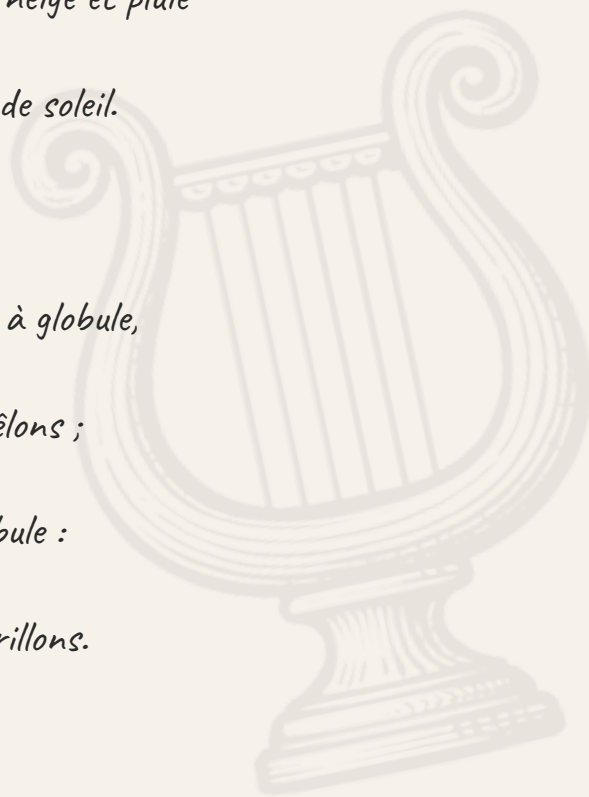 neige et pluie
de soleil.
à globule,
êlons ;
bule :
rillons.